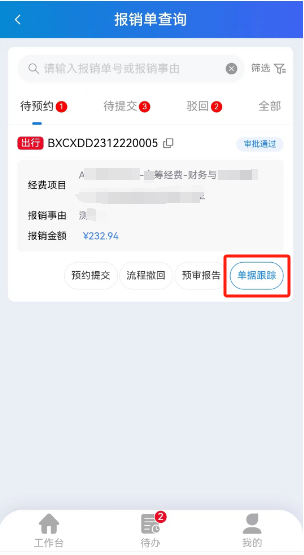 报销单查询
请输入报销单号或报销事由 筛选
待预约 1 待提交 3 驳回 2 全部
出行 BXCXDD2312220005 审批通过
经费项目 A -筹经费-财务与
报销事由
报销金额 ¥232.94
预约提交 流程撤回 预审报告 单据跟踪
2
工作台 待办 我的